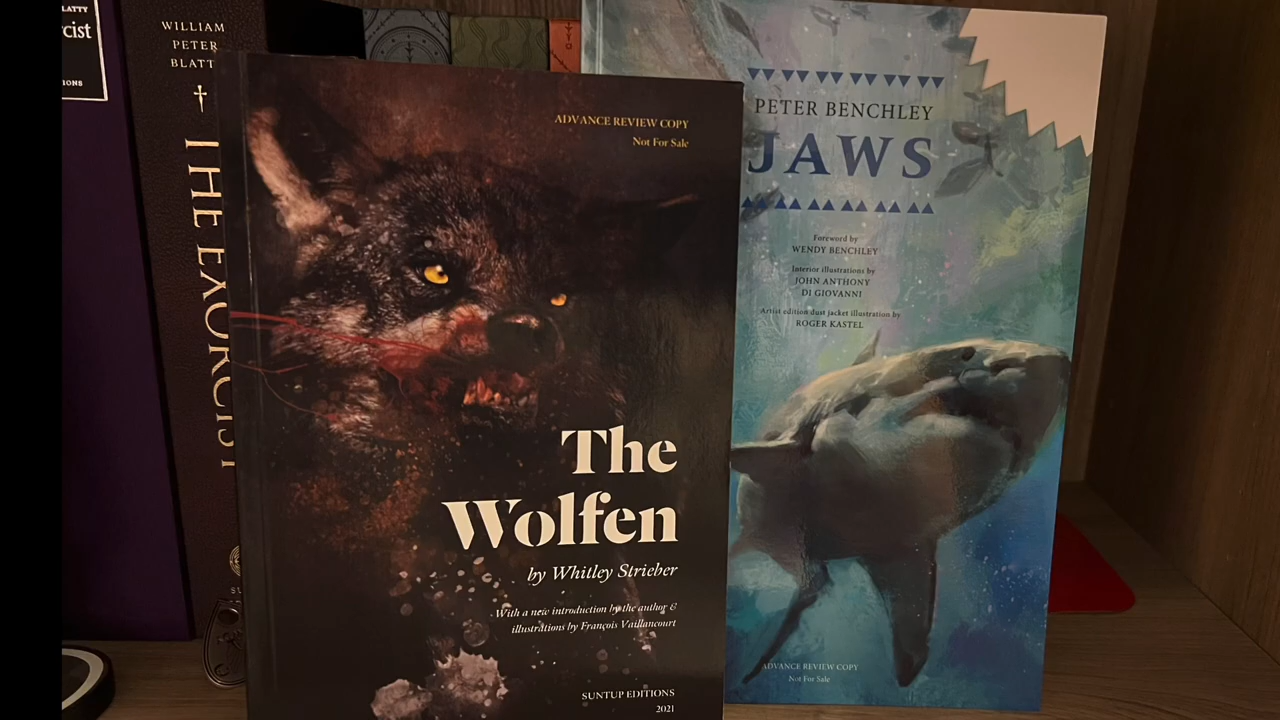 LATTY
cist
IONS
WILLIAM
PETER
BLATT
THE EXORCIST
SU
ADVANCE REVIEW COPY
Not For Sale
The
Wolfen
by Whitley Strieber
With a new introduction by the author &
illustrations by François Vaillancourt
SUNTUP EDITIONS
2021
PETER BENCHLEY
JAWS
Foreword by
WENDY BENCHLEY
Interior illustrations by
JOHN ANTHONY
DI GIOVANNI
Artist edition dust jacket illustration by
ROGER KASTEL
ADVANCE REVIEW COPY
Not For Sale